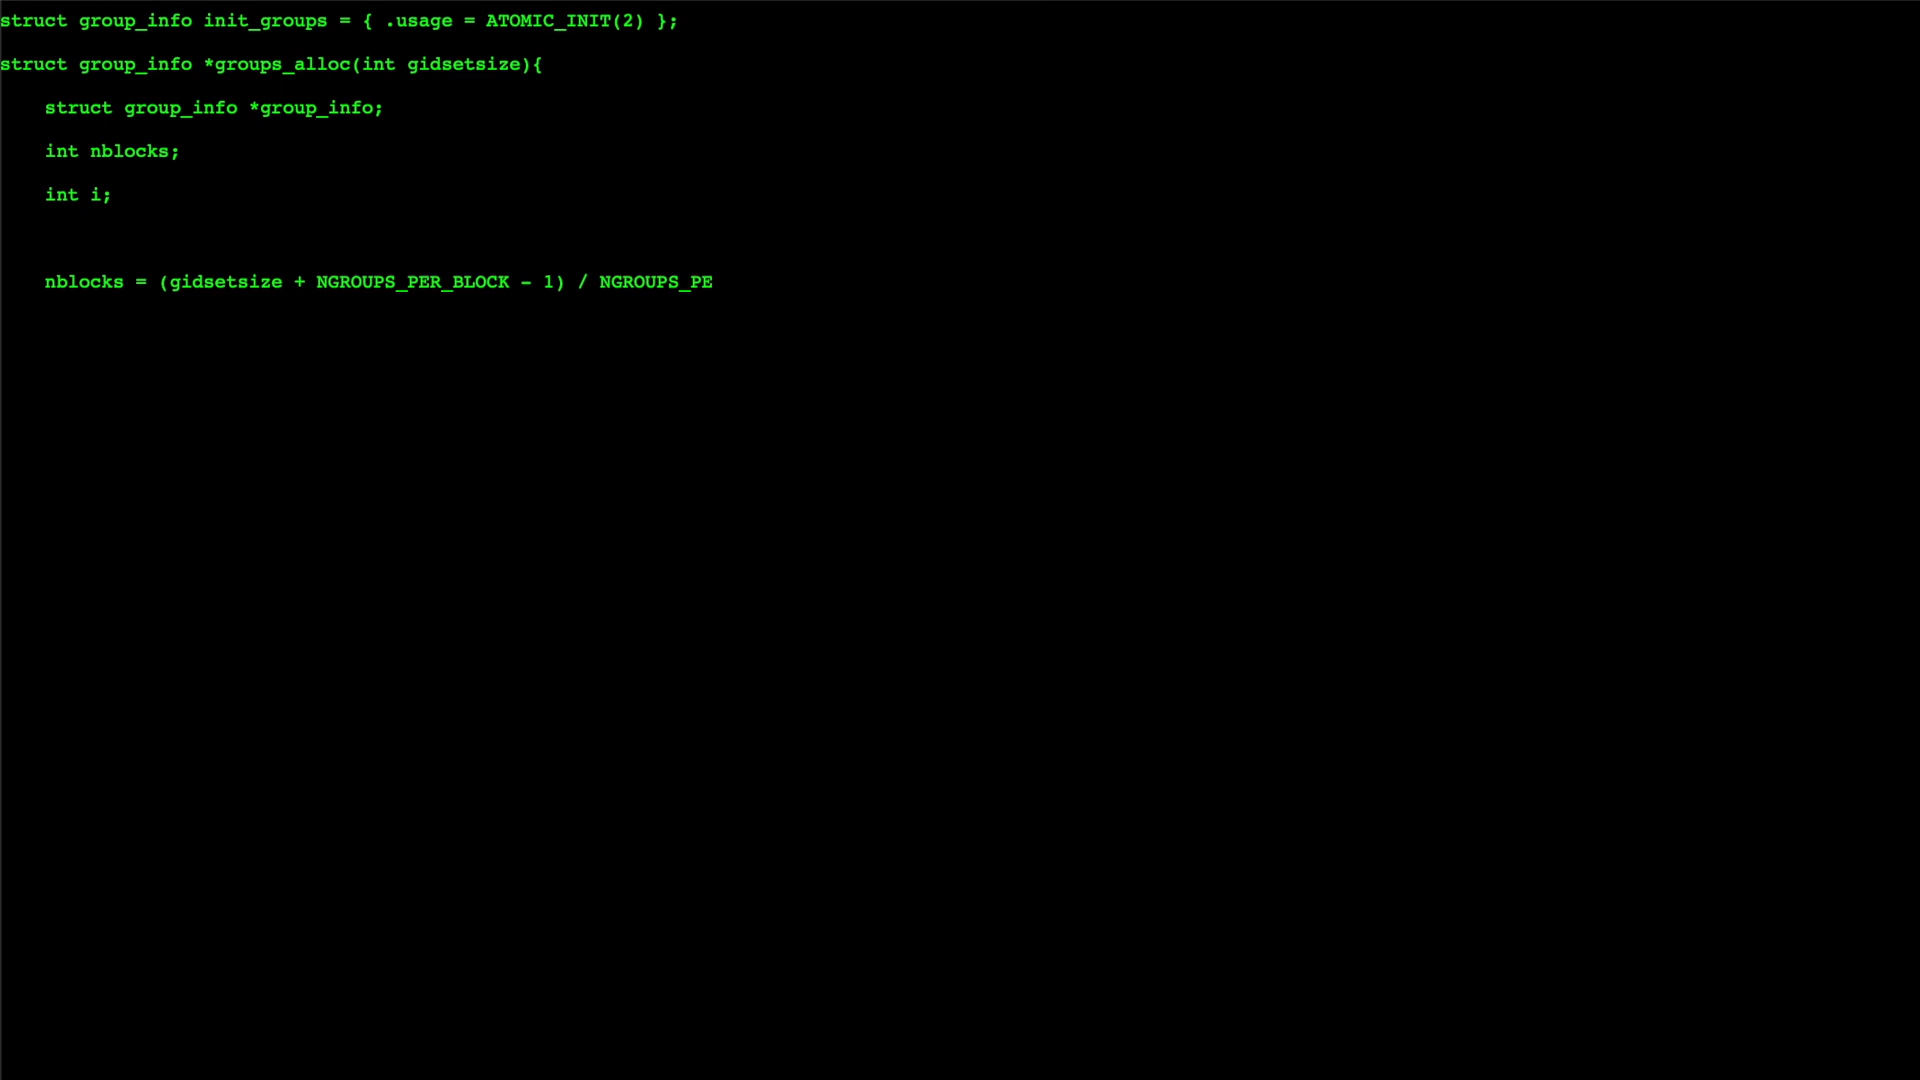 struct group_info init_groups = { .usage = ATOMIC_INIT(2) };
struct group_info *groups_alloc(int gidsetsize){
    struct group_info *group_info;
    int nblocks;
    int i;
    nblocks = (gidsetsize + NGROUPS_PER_BLOCK - 1) / NGROUPS_PE